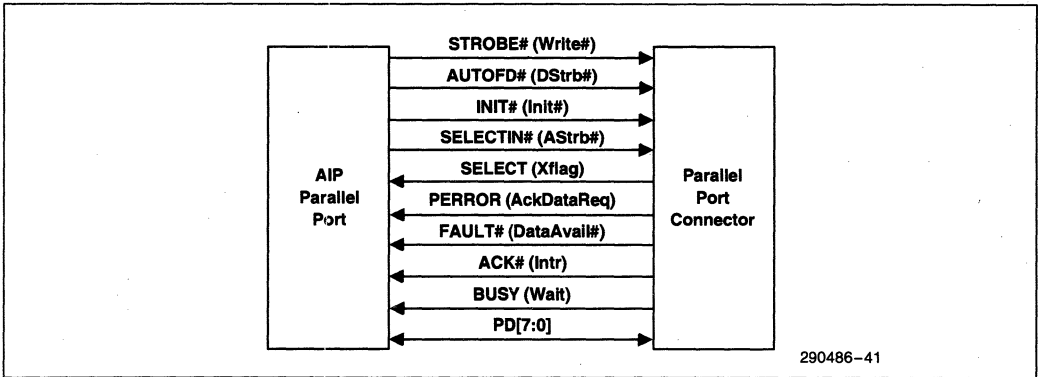 STROBE# (Write#)
AUTOFD# (DStrb#)
INIT# (Init#)
SELECTIN# (AStrb#)
SELECT (Xflag)
PERROR (AckDataReq)
FAULT# (DataAvail#)
ACK# (Intr)
BUSY (Wait)
PD[7:0]
AIP
Parallel
Port
Parallel
Port
Connector
290486-41